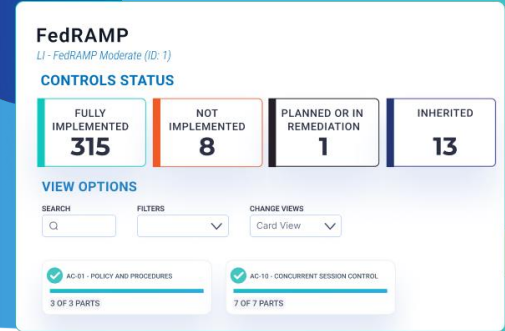 FedRAMP
LI - FedRAMP Moderate (ID: 1)
CONTROLS STATUS
FULLY
IMPLEMENTED
315
NOT
IMPLEMENTED
8
PLANNED OR IN
REMEDIATION
1
INHERITED
13
VIEW OPTIONS
SEARCH
FILTERS
CHANGE VIEWS
Card View
AC-01 - POLICY AND PROCEDURES
3 OF 3 PARTS
AC-10 - CONCURRENT SESSION CONTROL
7 OF 7 PARTS